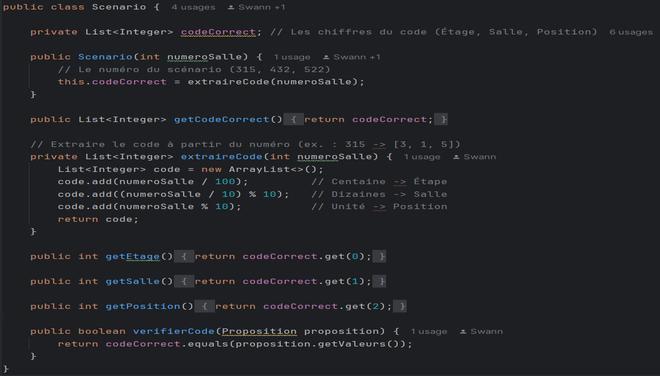 public class Scenario {  4 usages  Swann +1
private List<Integer> codeCorrect; // Les chiffres du code (Étage, Salle, Position)  6 usages
public Scenario(int numeroSalle) {  1 usage  Swann +1
// Le numéro du scénario (315, 432, 522)
this.codeCorrect = extraireCode(numeroSalle);
}
public List<Integer> getCodeCorrect() { return codeCorrect; }
// Extraire le code à partir du numéro (ex. : 315 -> [3, 1, 5])
private List<Integer> extraireCode(int numeroSalle) {  1 usage  Swann
List<Integer> code = new ArrayList<>();
code.add(numeroSalle / 100);  // Centaine -> Étape
code.add((numeroSalle / 10) % 10);  // Dizaines -> Salle
code.add(numeroSalle % 10);  // Unité -> Position
return code;
}
public int getEtage() { return codeCorrect.get(0); }
public int getSalle() { return codeCorrect.get(1); }
public int getPosition() { return codeCorrect.get(2); }
public boolean verifierCode(Proposition proposition) {  1 usage  Swann
return codeCorrect.equals(proposition.getValeurs());
}
}